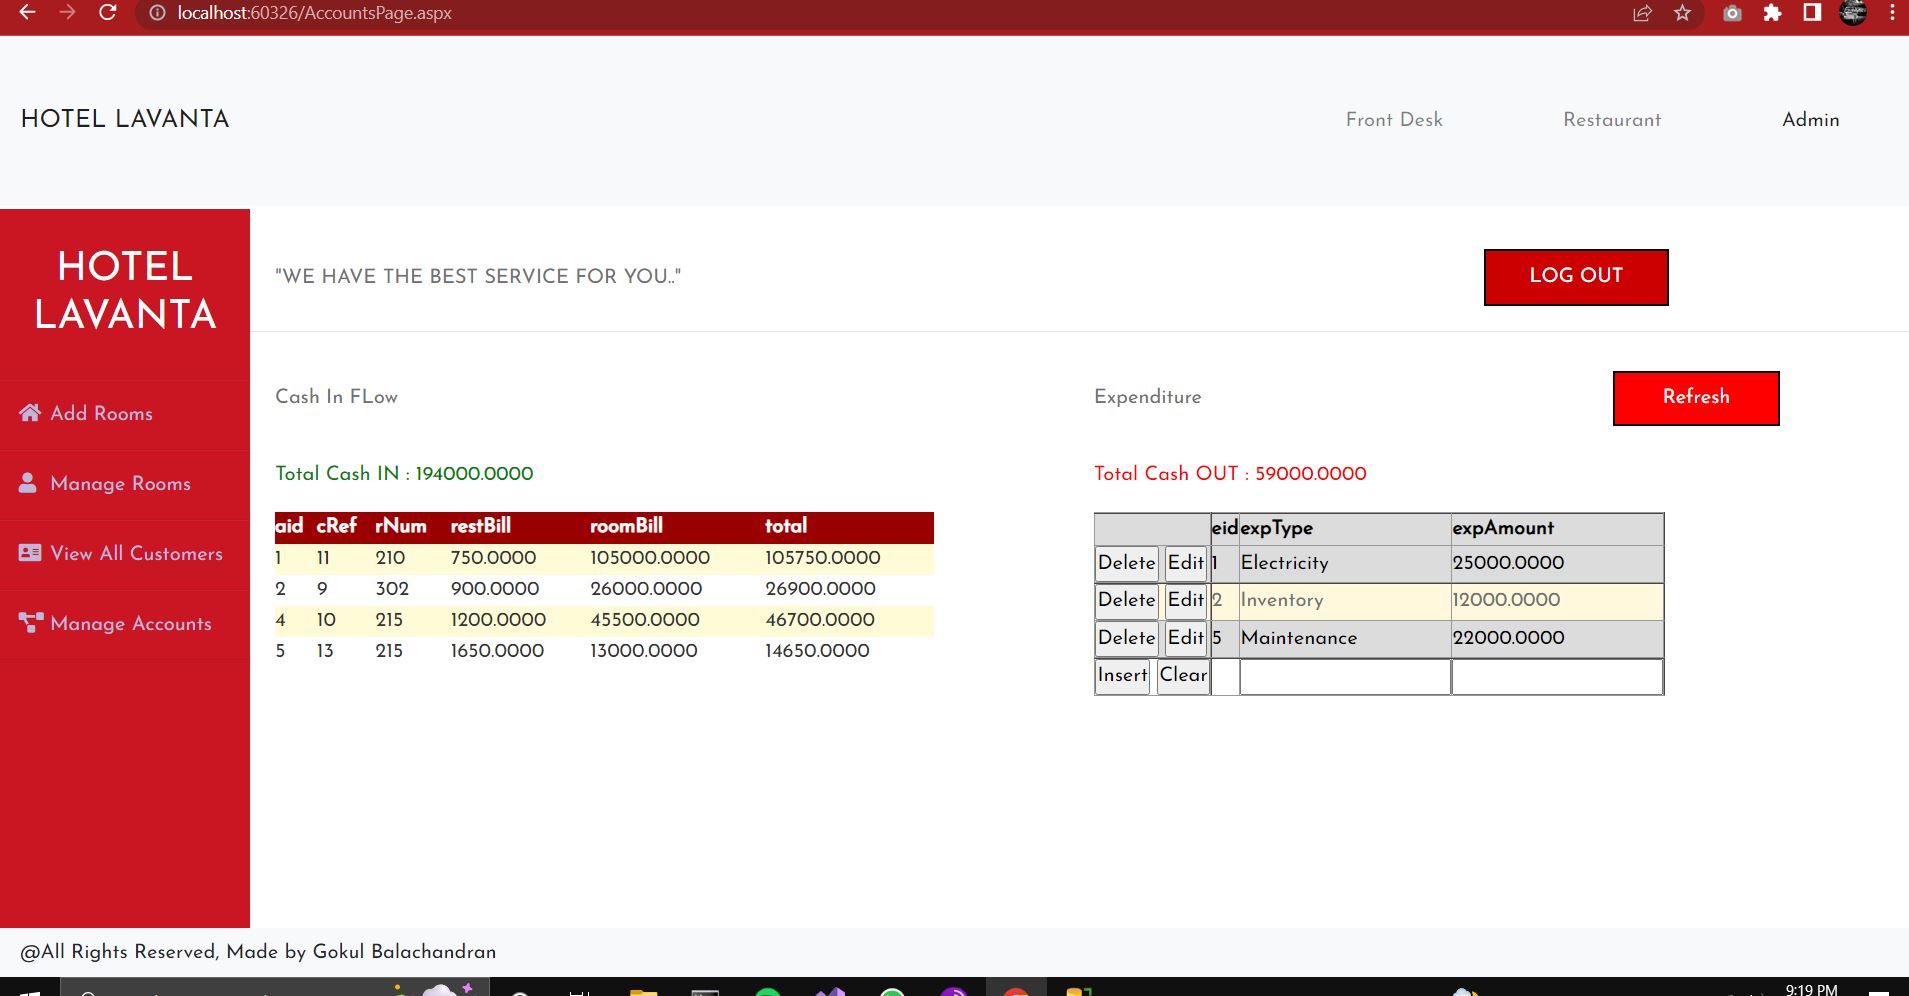 localhost:60326/AccountsPage.aspx
HOTEL LAVANTA
Front Desk
Restaurant
Admin
HOTEL
LAVANTA
"WE HAVE THE BEST SERVICE FOR YOU.."
LOG OUT
Add Rooms
Manage Rooms
View All Customers
Manage Accounts
Cash In FLow
Expenditure
Refresh
Total Cash IN : 194000.0000
Total Cash OUT : 59000.0000
aid cRef rNum restBill roomBill total
1 11 210 750.0000 105000.0000 105750.0000
2 9 302 900.0000 26000.0000 26900.0000
4 10 215 1200.0000 45500.0000 46700.0000
5 13 215 1650.0000 13000.0000 14650.0000
eid expType expAmount
Delete Edit 1 Electricity 25000.0000
Delete Edit 2 Inventory 12000.0000
Delete Edit 5 Maintenance 22000.0000
Insert Clear
@All Rights Reserved, Made by Gokul Balachandran
9:19 PM